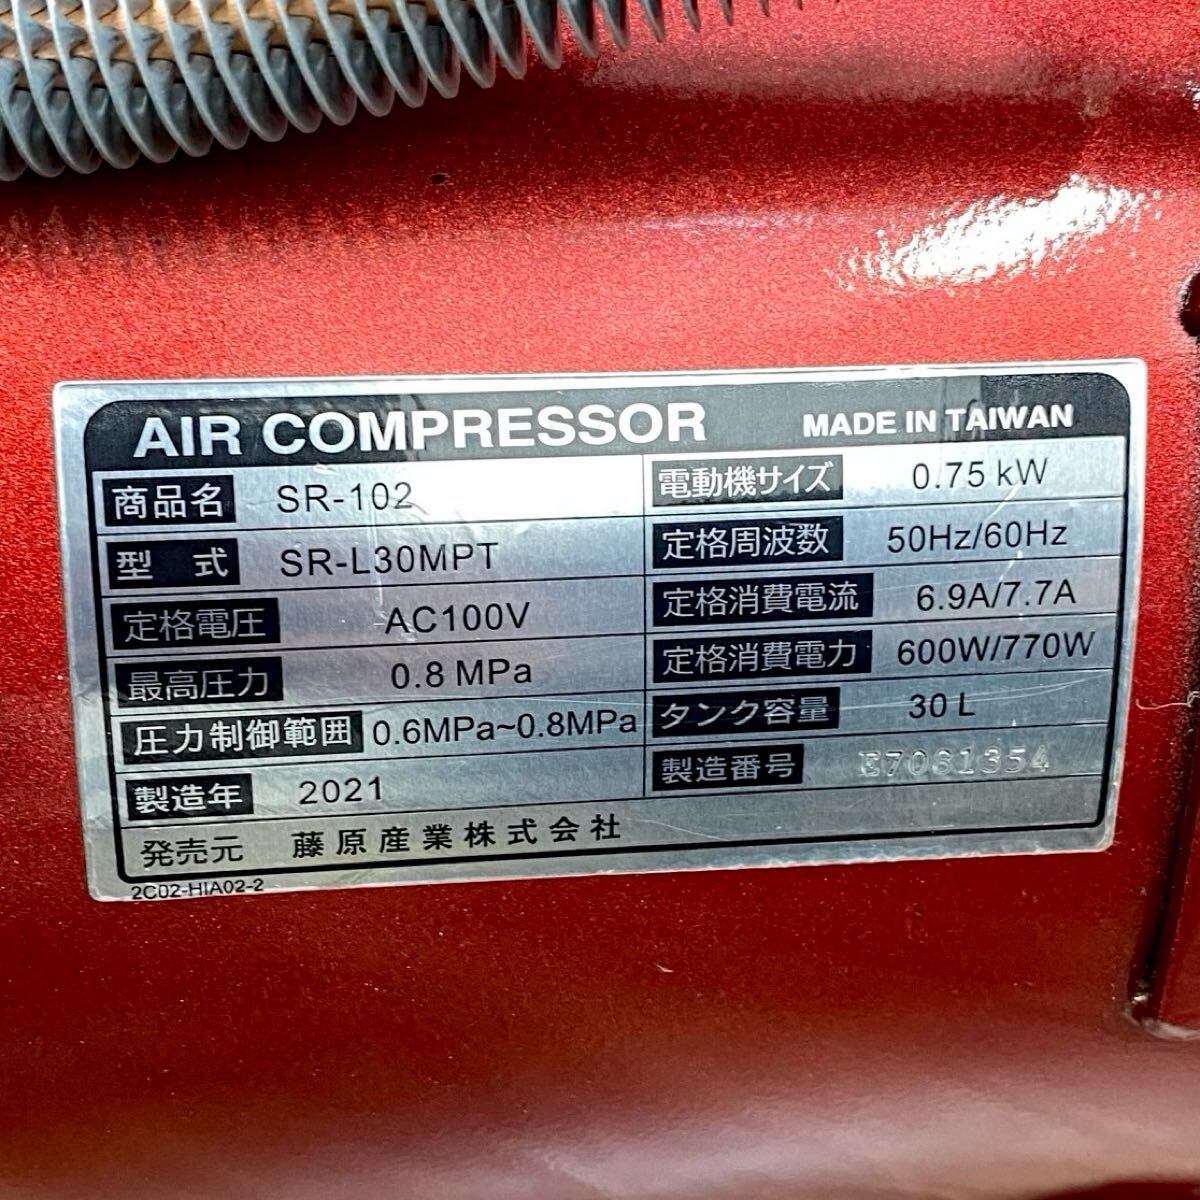 AIR COMPRESSOR MADE IN TAIWAN
商品名 SR-102
型式 SR-L30MPT
定格電圧 AC100V
最高圧力 0.8 MPa
圧力制御範囲 0.6MPa~0.8MPa
製造年 2021
電動機サイズ 0.75 kW
定格周波数 50Hz/60Hz
定格消費電流 6.9A/7.7A
定格消費電力 600W/770W
タンク容量 30 L
製造番号 E7061354
発売元 藤原産業株式会社
2C02-HIA02-2